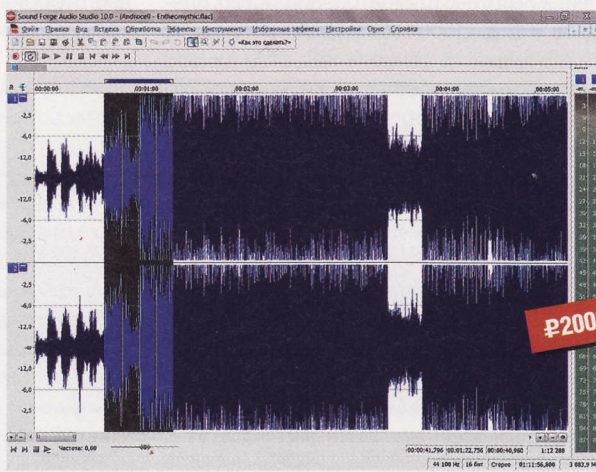 Sound Forge Audio Studio 10.0 - [Androcell - Entheomythic.flac]
Файл Правка Вид Вставка Обработка Эффекты Инструменты Избранные эффекты Настройки Окно Справка
«Как это сделать?»
00:00:00 00:01:00 00:02:00 00:03:00 00:04:00 00:05:00
1
-2,5
-6,0
-12,0
-∞
-12,0
-6,0
-2,5
2
-2,5
-6,0
-12,0
-∞
-12,0
-6,0
-2,5
₽200
Частота: 0,00
00:00:41,796 00:01:22,756 00:00:40,960 1:12 288
44 100 Hz 16 бит Стерео 01:11:56,800